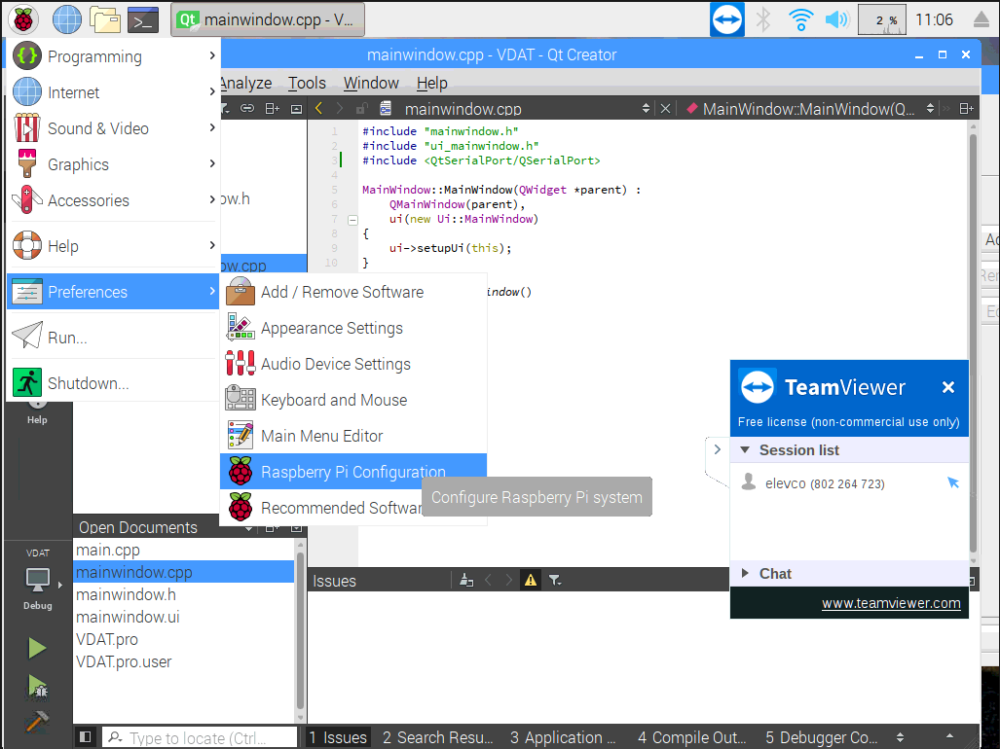 mainwindow.cpp - V...
2 %
11:06
mainwindow.cpp - VDAT - Qt Creator
Programming
Internet
Sound & Video
Graphics
Accessories
Help
Preferences
Run...
Shutdown...
Analyze Tools Window Help
mainwindow.cpp
MainWindow::MainWindow(Q...
1 #include "mainwindow.h"
2 #include "ui_mainwindow.h"
3 #include <QtSerialPort/QSerialPort>
4
5 MainWindow::MainWindow(QWidget *parent) :
6 QMainWindow(parent),
7 ui(new Ui::MainWindow)
8 {
9 ui->setupUi(this);
10 }
indow()
ow.h
ow.cpp
Add / Remove Software
Appearance Settings
Audio Device Settings
Keyboard and Mouse
Main Menu Editor
Raspberry Pi Configuration
Recommended Softwar
Configure Raspberry Pi system
Help
TeamViewer
Free license (non-commercial use only)
Session list
elevco (802 264 723)
Chat
www.teamviewer.com
Open Documents
main.cpp
mainwindow.cpp
mainwindow.h
mainwindow.ui
VDAT.pro
VDAT.pro.user
VDAT
Debug
Issues
Type to locate (Ctrl...
1 Issues
2 Search Resu...
3 Application ...
4 Compile Out...
5 Debugger Co...